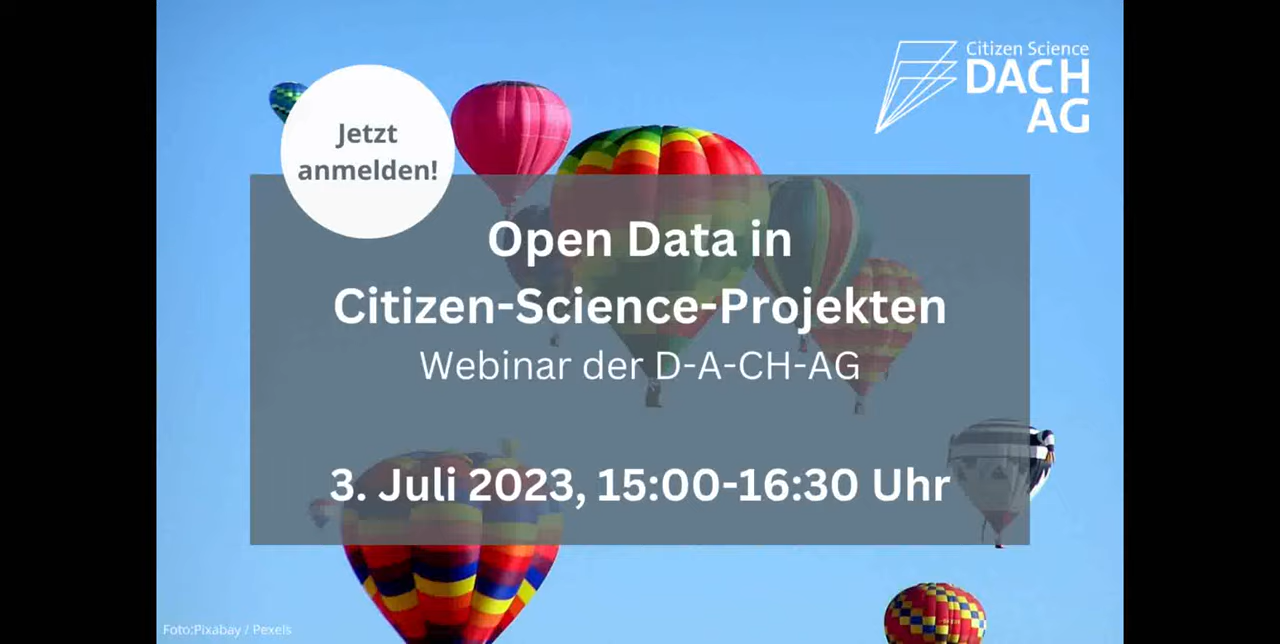 Citizen Science
DACH
AG
Jetzt
anmelden!
Open Data in
Citizen-Science-Projekten
Webinar der D-A-CH-AG
3. Juli 2023, 15:00-16:30 Uhr
Foto:Pixabay / Pexels